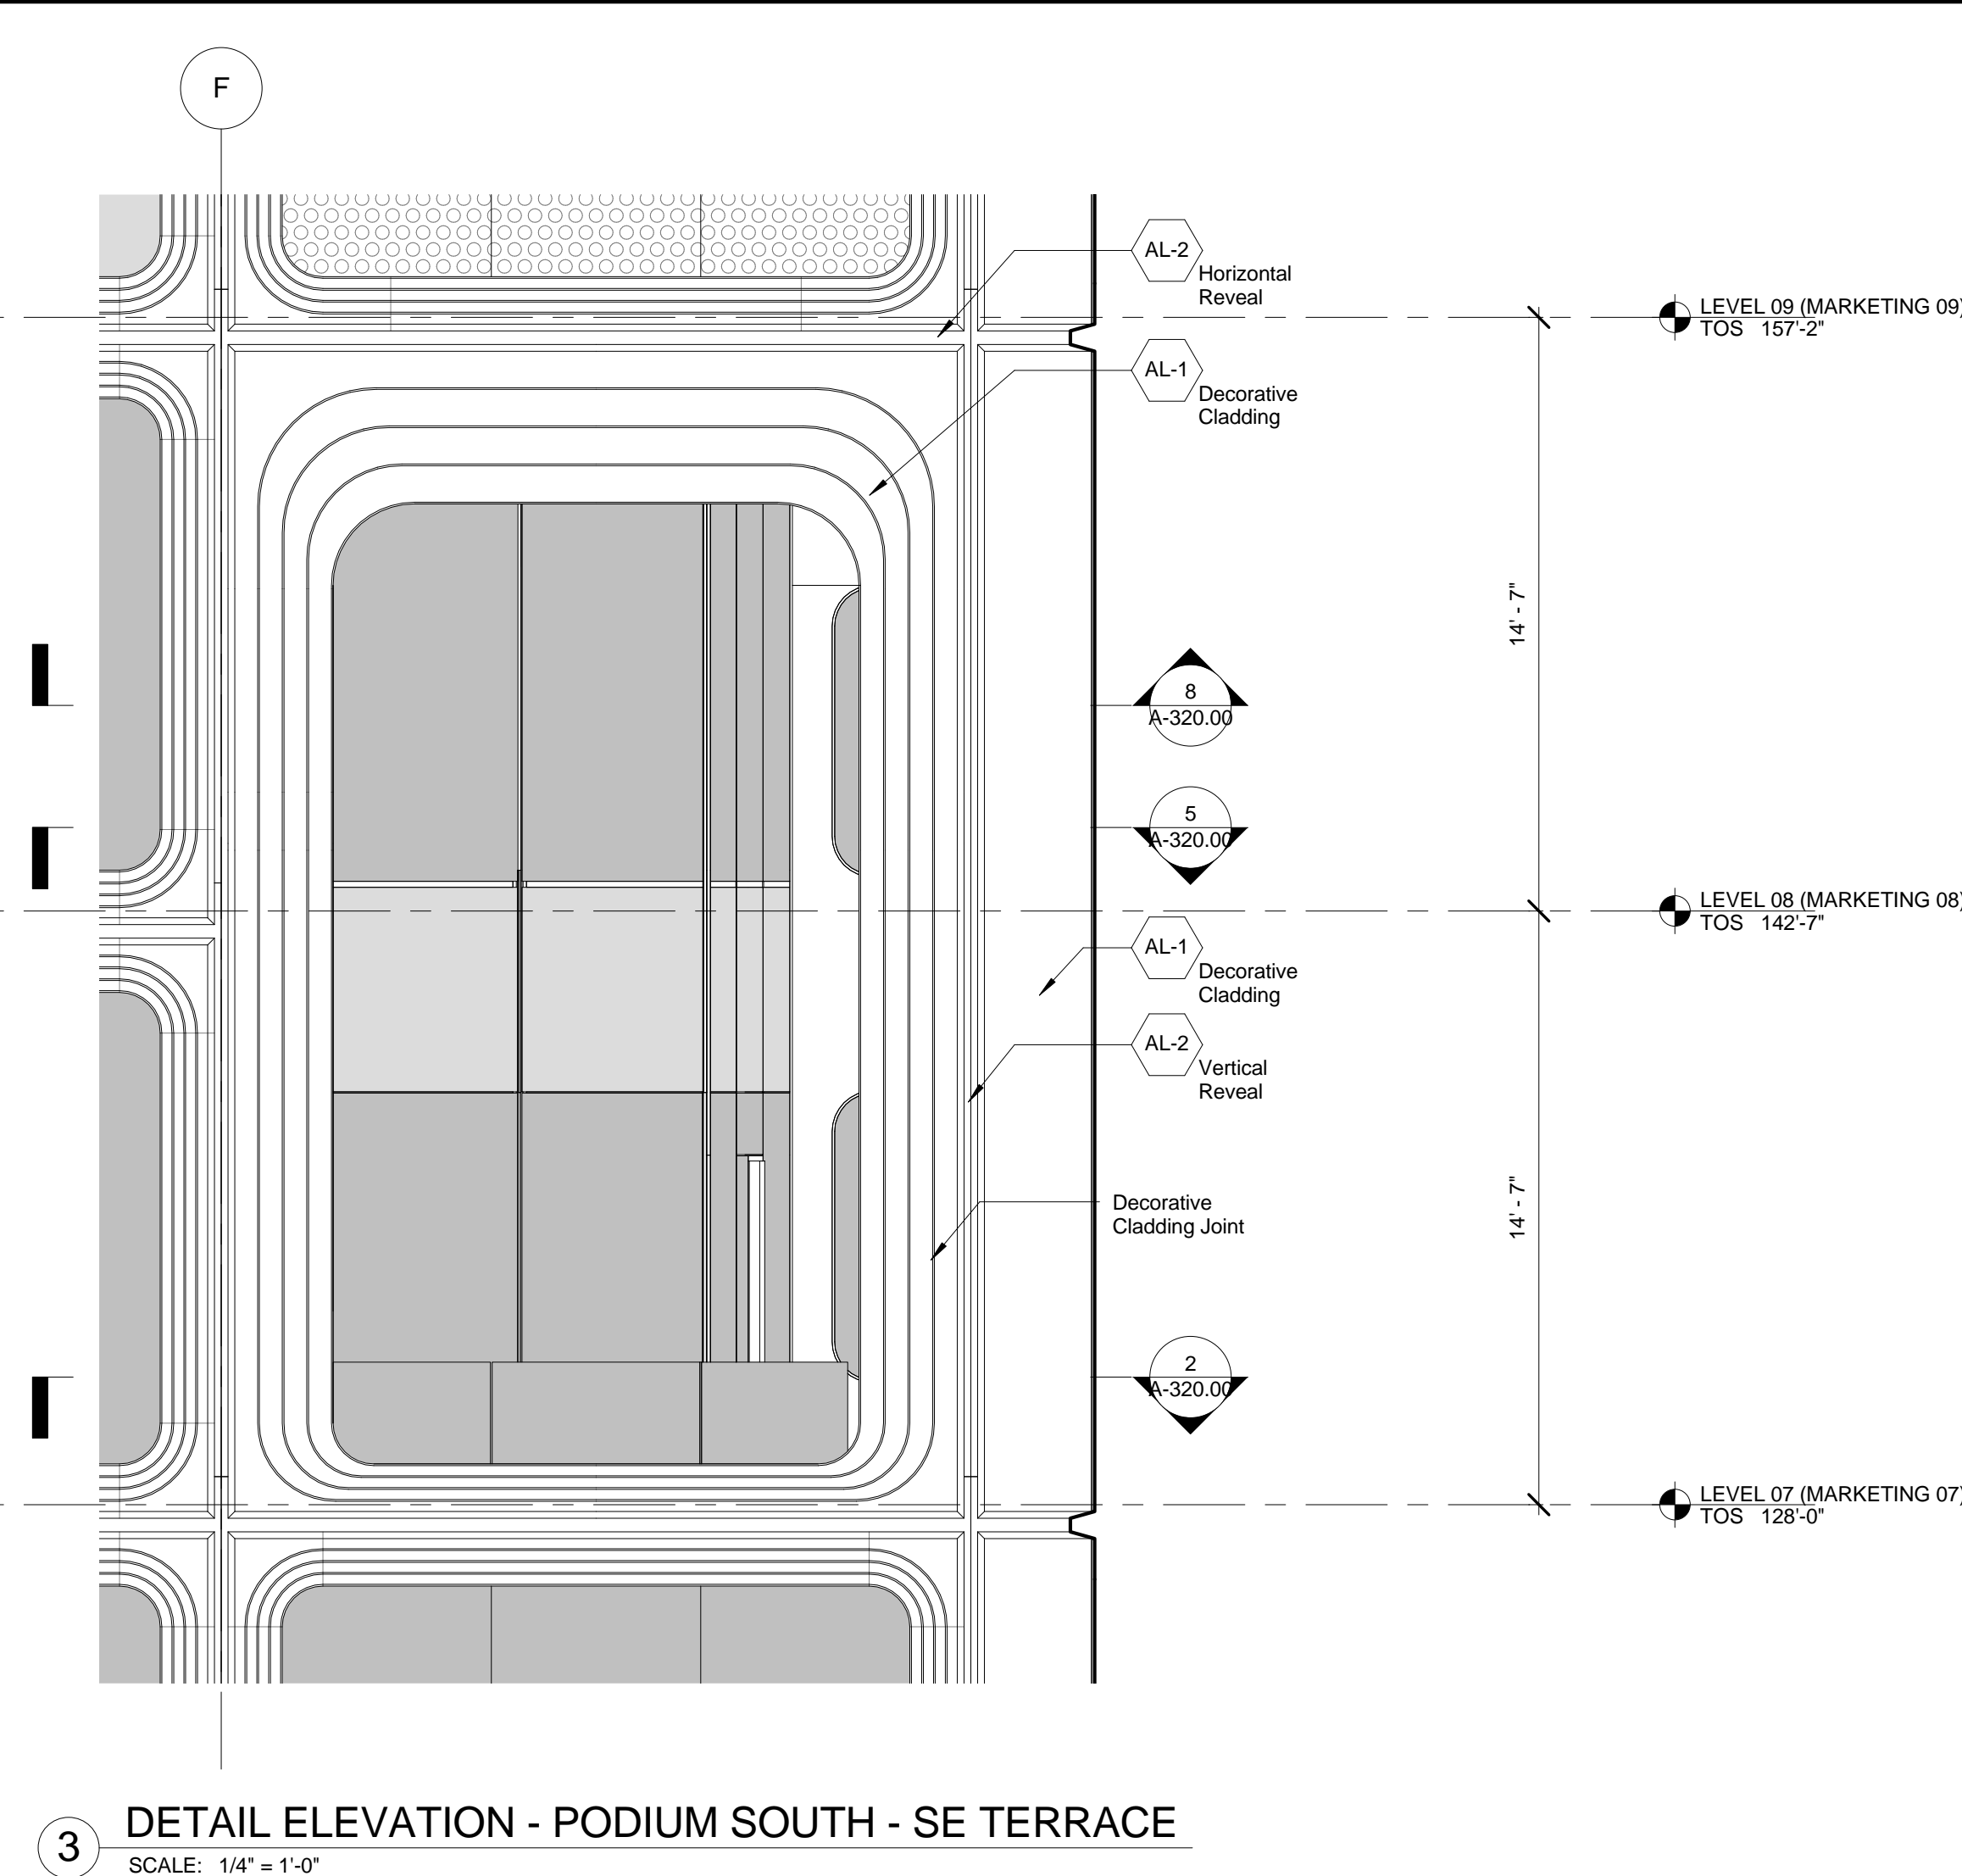 F
AL-2
Horizontal
Reveal
LEVEL 09 (MARKETING 09)
TOS 157'-2"
AL-1
Decorative
Cladding
14' - 7"
8
A-320.00
5
A-320.00
LEVEL 08 (MARKETING 08)
TOS 142'-7"
AL-1
Decorative
Cladding
AL-2
Vertical
Reveal
14' - 7"
Decorative
Cladding Joint
2
A-320.00
LEVEL 07 (MARKETING 07)
TOS 128'-0"
3
DETAIL ELEVATION - PODIUM SOUTH - SE TERRACE
SCALE: 1/4" = 1'-0"